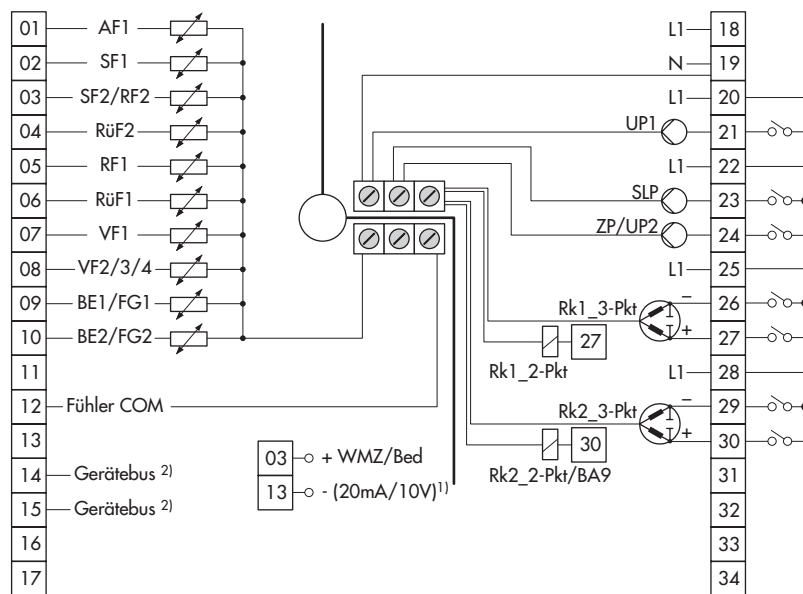 01 AF1
02 SF1
03 SF2/RF2
04 RüF2
05 RF1
06 RüF1
07 VF1
08 VF2/3/4
09 BE1/FG1
10 BE2/FG2
11
12 Fühler COM
13
14 Gerätebus 2)
15 Gerätebus 2)
16
17
03 + WMZ/Bed
13 - (20mA/10V)1)
L1 18
N 19
L1 20
UP1 21
L1 22
SLP 23
ZP/UP2 24
L1 25
Rk1_3-Pkt − 26
+ 27
27
Rk1_2-Pkt
L1 28
Rk2_3-Pkt − 29
+ 30
30
Rk2_2-Pkt/BA9
31
32
33
34